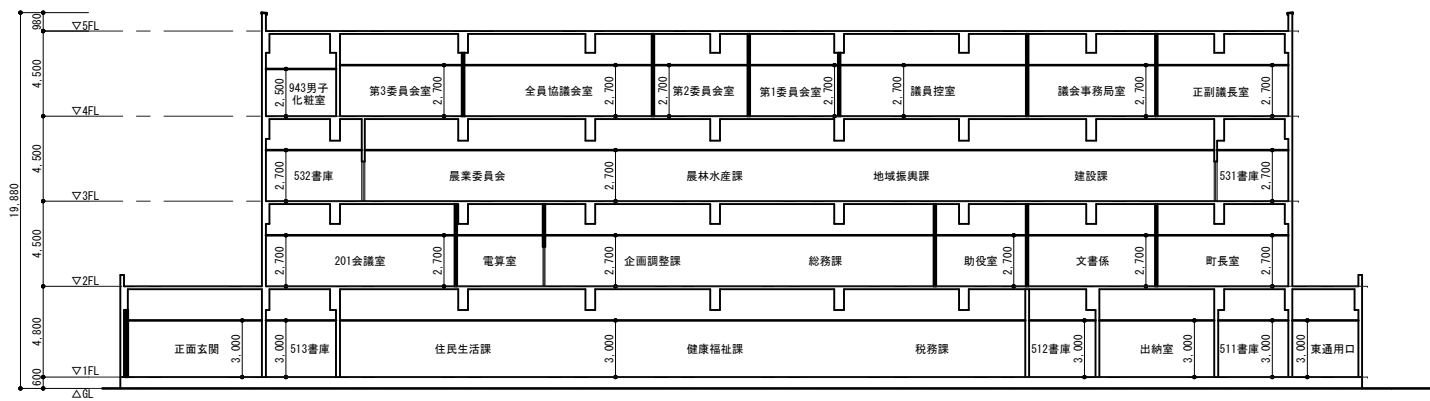 980
▽5FL
4,500
2,500
943男子
化粧室
第3委員会室
2,700
全員協議会室
2,700
第2委員会室
2,700
第1委員会室
2,700
2,700
議員控室
議会事務局室
2,700
正副議長室
2,700
▽4FL
19,880
4,500
2,700
532書庫
農業委員会
2,700
農林水産課
地域振興課
建設課
531書庫
2,700
▽3FL
4,500
2,700
201会議室
2,700
電算室
2,700
企画調整課
総務課
助役室
2,700
文書係
2,700
町長室
2,700
▽2FL
4,800
正面玄関
3,000
3,000
513書庫
住民生活課
3,000
健康福祉課
税務課
512書庫
3,000
出納室
3,000
511書庫
3,000
3,000
東通用口
▽1FL
600
△GL